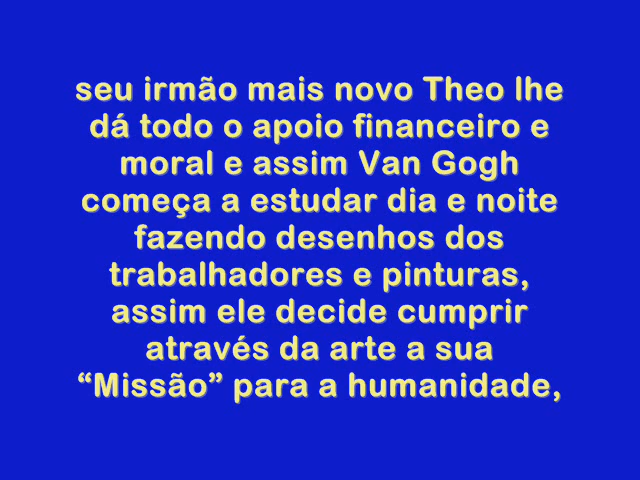 seu irmão mais novo Theo lhe
dá todo o apoio financeiro e
moral e assim Van Gogh
começa a estudar dia e noite
fazendo desenhos dos
trabalhadores e pinturas,
assim ele decide cumprir
através da arte a sua
“Missão” para a humanidade,